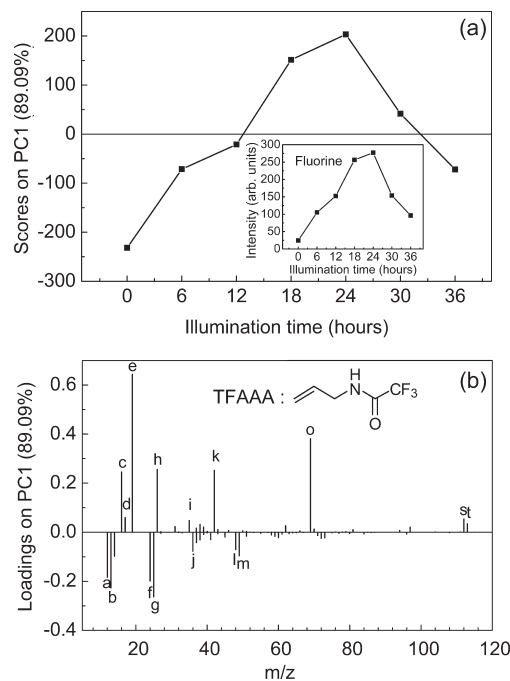 (a)
Scores on PC1 (89.09%)
200
100
0
-100
-200
-300
0 6 12 18 24 30 36
Illumination time (hours)
Fluorine
Intensity (arb. units)
300
250
200
150
100
50
0
0 6 12 18 24 30 36
Illumination time (hours)
(b)
Loadings on PC1 (89.09%)
0.6
0.4
0.2
0.0
-0.2
-0.4
0 20 40 60 80 100 120
m/z
TFAAA :
H
N
CF3
O
e
c
d
h
i
k
o
s
t
a
b
f
g
j
l
m